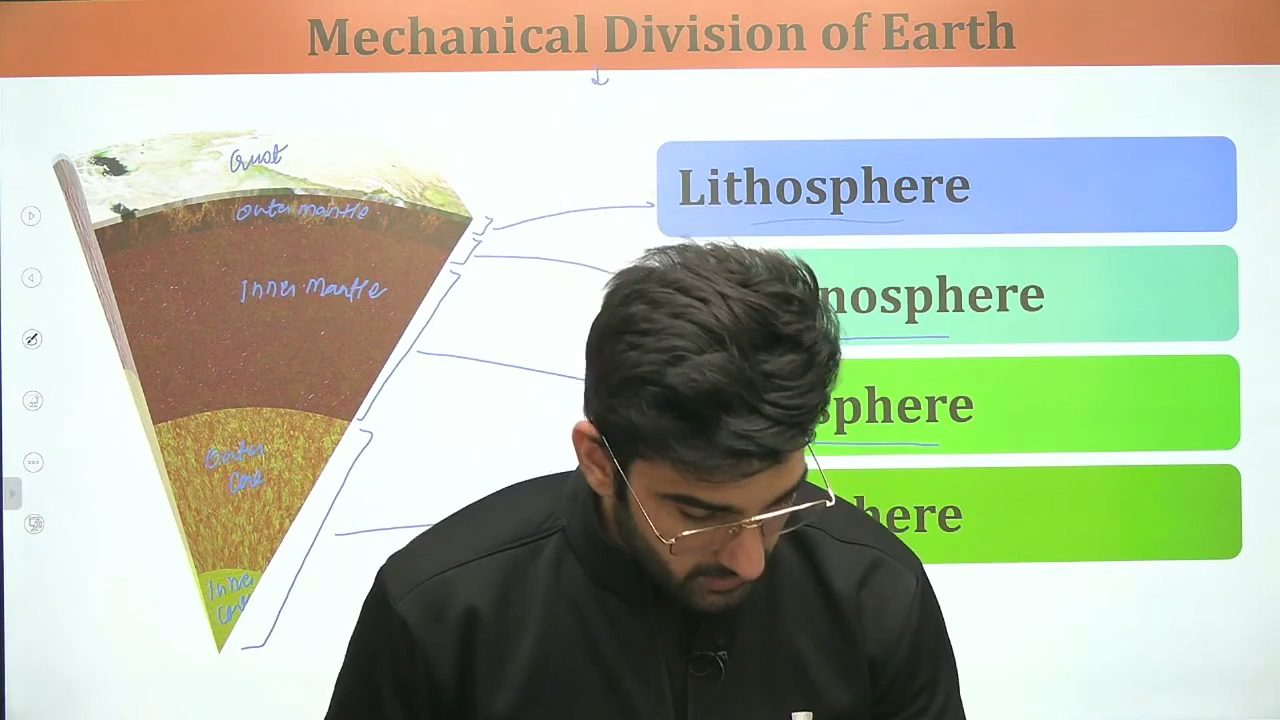 Mechanical Division of Earth
Crust
Outer mantle
Inner Mantle
Outer
Core
Inner
Core
Lithosphere
nosphere
sphere
here